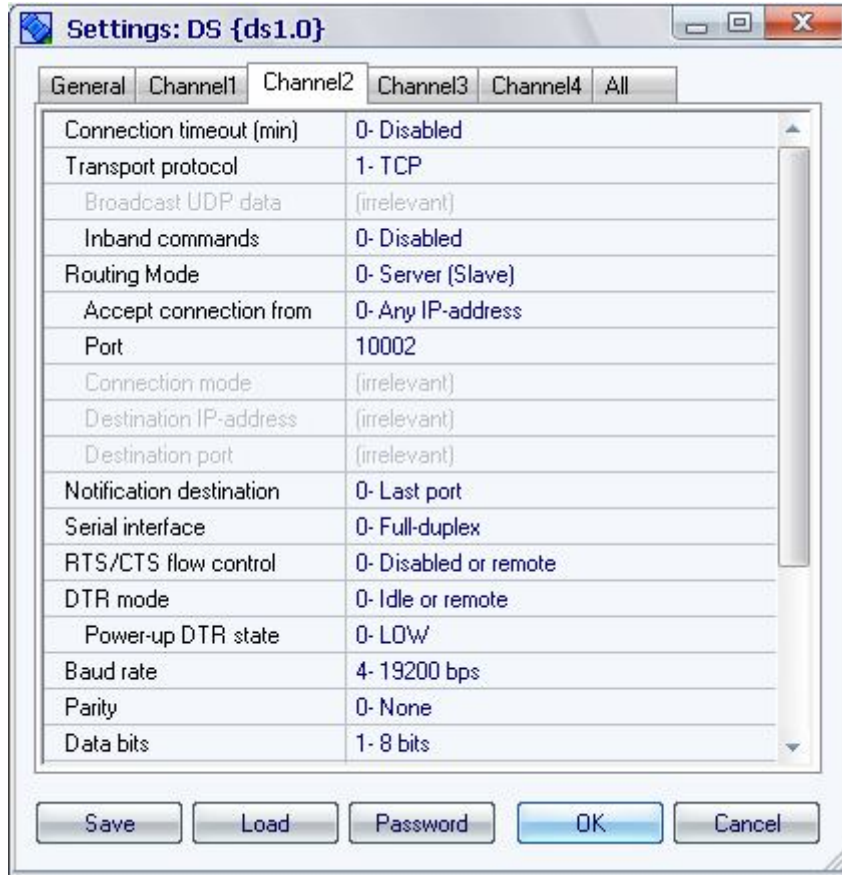 Settings: DS {ds1.0}
General Channel1 Channel2 Channel3 Channel4 All
Connection timeout (min) 0- Disabled
Transport protocol 1- TCP
Broadcast UDP data (irrelevant)
Inband commands 0- Disabled
Routing Mode 0- Server (Slave)
Accept connection from 0- Any IP-address
Port 10002
Connection mode (irrelevant)
Destination IP-address (irrelevant)
Destination port (irrelevant)
Notification destination 0- Last port
Serial interface 0- Full-duplex
RTS/CTS flow control 0- Disabled or remote
DTR mode 0- Idle or remote
Power-up DTR state 0- LOW
Baud rate 4- 19200 bps
Parity 0- None
Data bits 1- 8 bits
Save Load Password OK Cancel